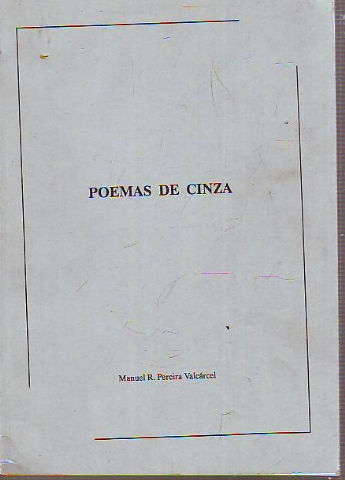 POEMAS DE CINZA
Manuel R. Pereira Valcárcel